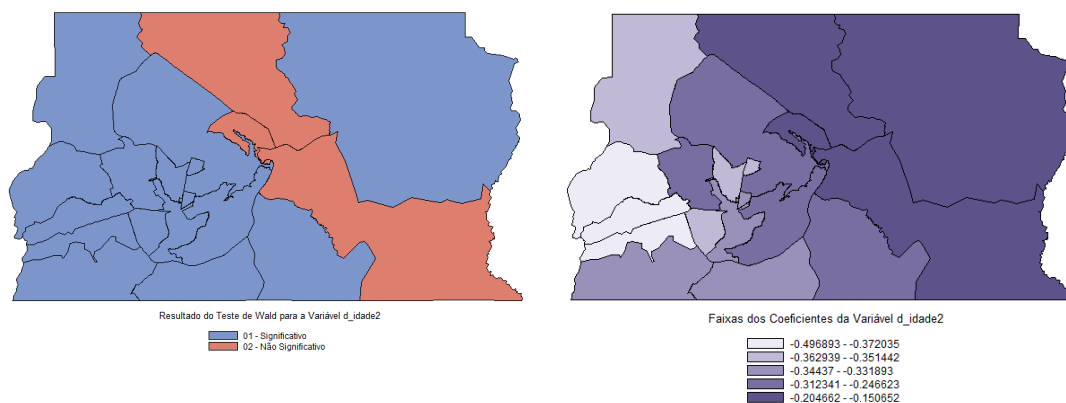 Resultado do Teste de Wald para a Variável d_idade2
01 - Significativo
02 - Não Significativo
Faixas dos Coeficientes da Variável d_idade2
-0.496893 - -0.372035
-0.362939 - -0.351442
-0.34437 - -0.331893
-0.312341 - -0.246623
-0.204662 - -0.150652